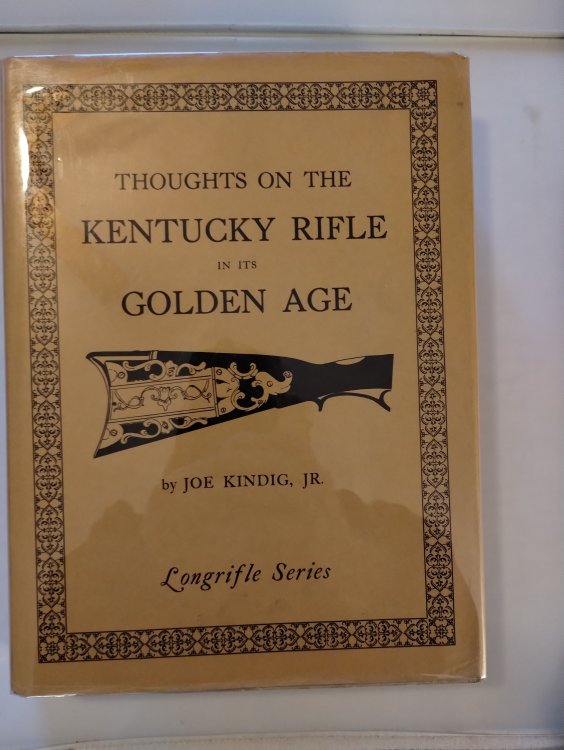 THOUGHTS ON THE
KENTUCKY RIFLE
IN ITS
GOLDEN AGE
by JOE KINDIG, JR.
Longrifle Series